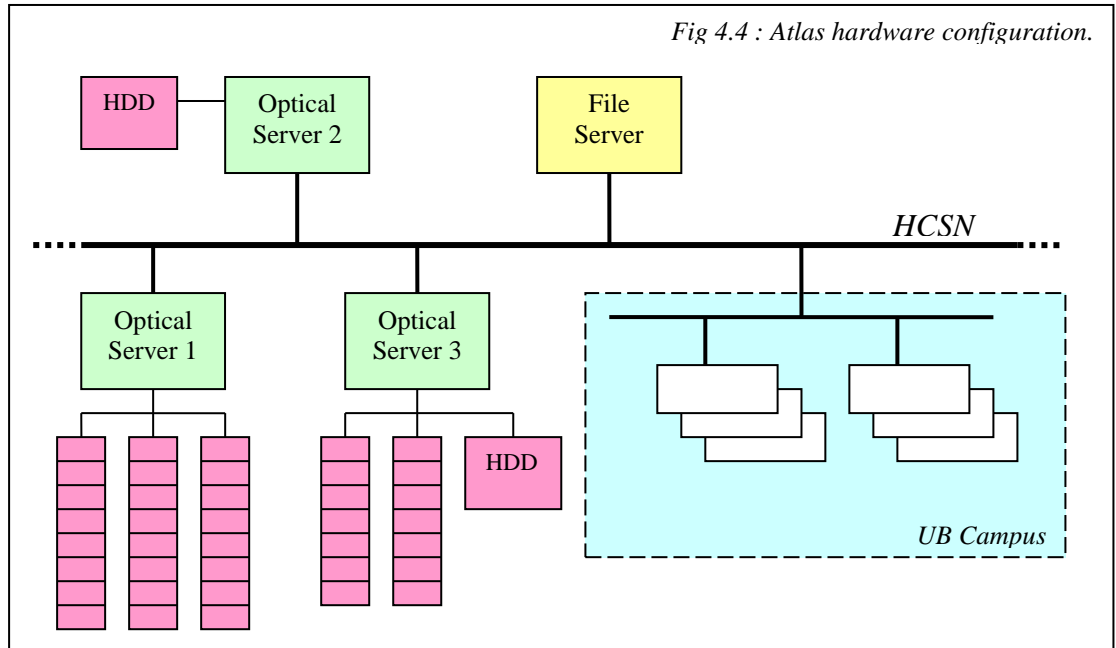 Fig 4.4 : Atlas hardware configuration.
HDD
Optical
Server 2
File
Server
HCSN
Optical
Server 1
Optical
Server 3
HDD
UB Campus